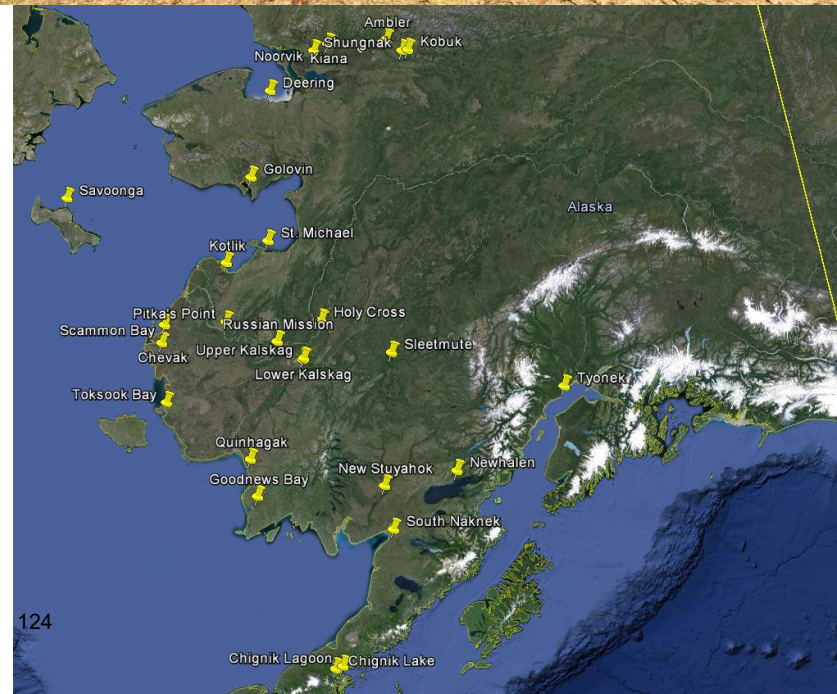 Ambler
Shungnak
Kobuk
Noorvik
Kiana
Deering
Golovin
Savoonga
Alaska
St. Michael
Kotlik
Pitka's Point
Holy Cross
Russian Mission
Scammon Bay
Upper Kalskag
Sleetmute
Chevak
Lower Kalskag
Tyonek
Toksook Bay
Quinhagak
New Stuyahok
Newhalen
Goodnews Bay
South Naknek
124
Chignik Lagoon
Chignik Lake